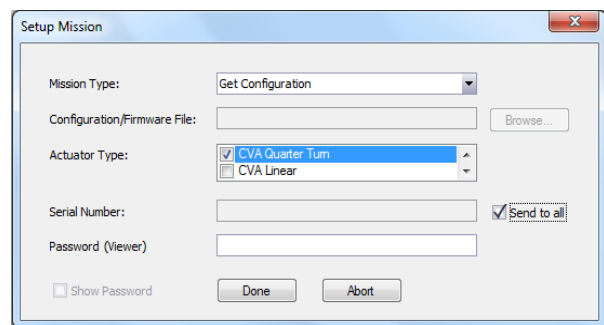 Setup Mission
Mission Type: Get Configuration
Configuration/Firmware File: Browse...
Actuator Type: CVA Quarter Turn
CVA Linear
Serial Number: Send to all
Password (Viewer)
Show Password Done Abort